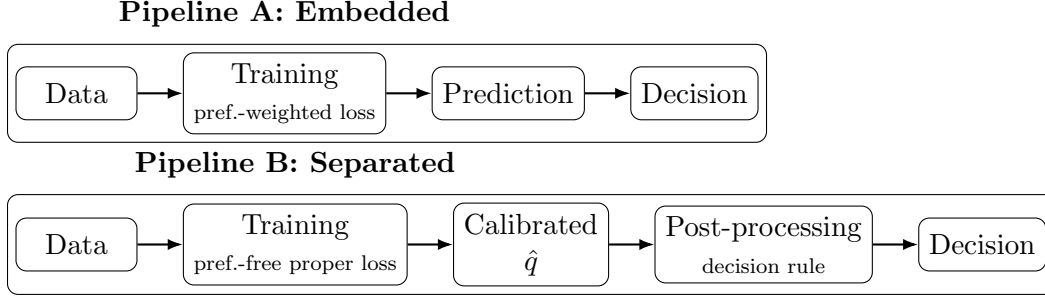 Pipeline A: Embedded
Data
Training
pref.-weighted loss
Prediction
Decision
Pipeline B: Separated
Data
Training
pref.-free proper loss
Calibrated
q̂
Post-processing
decision rule
Decision